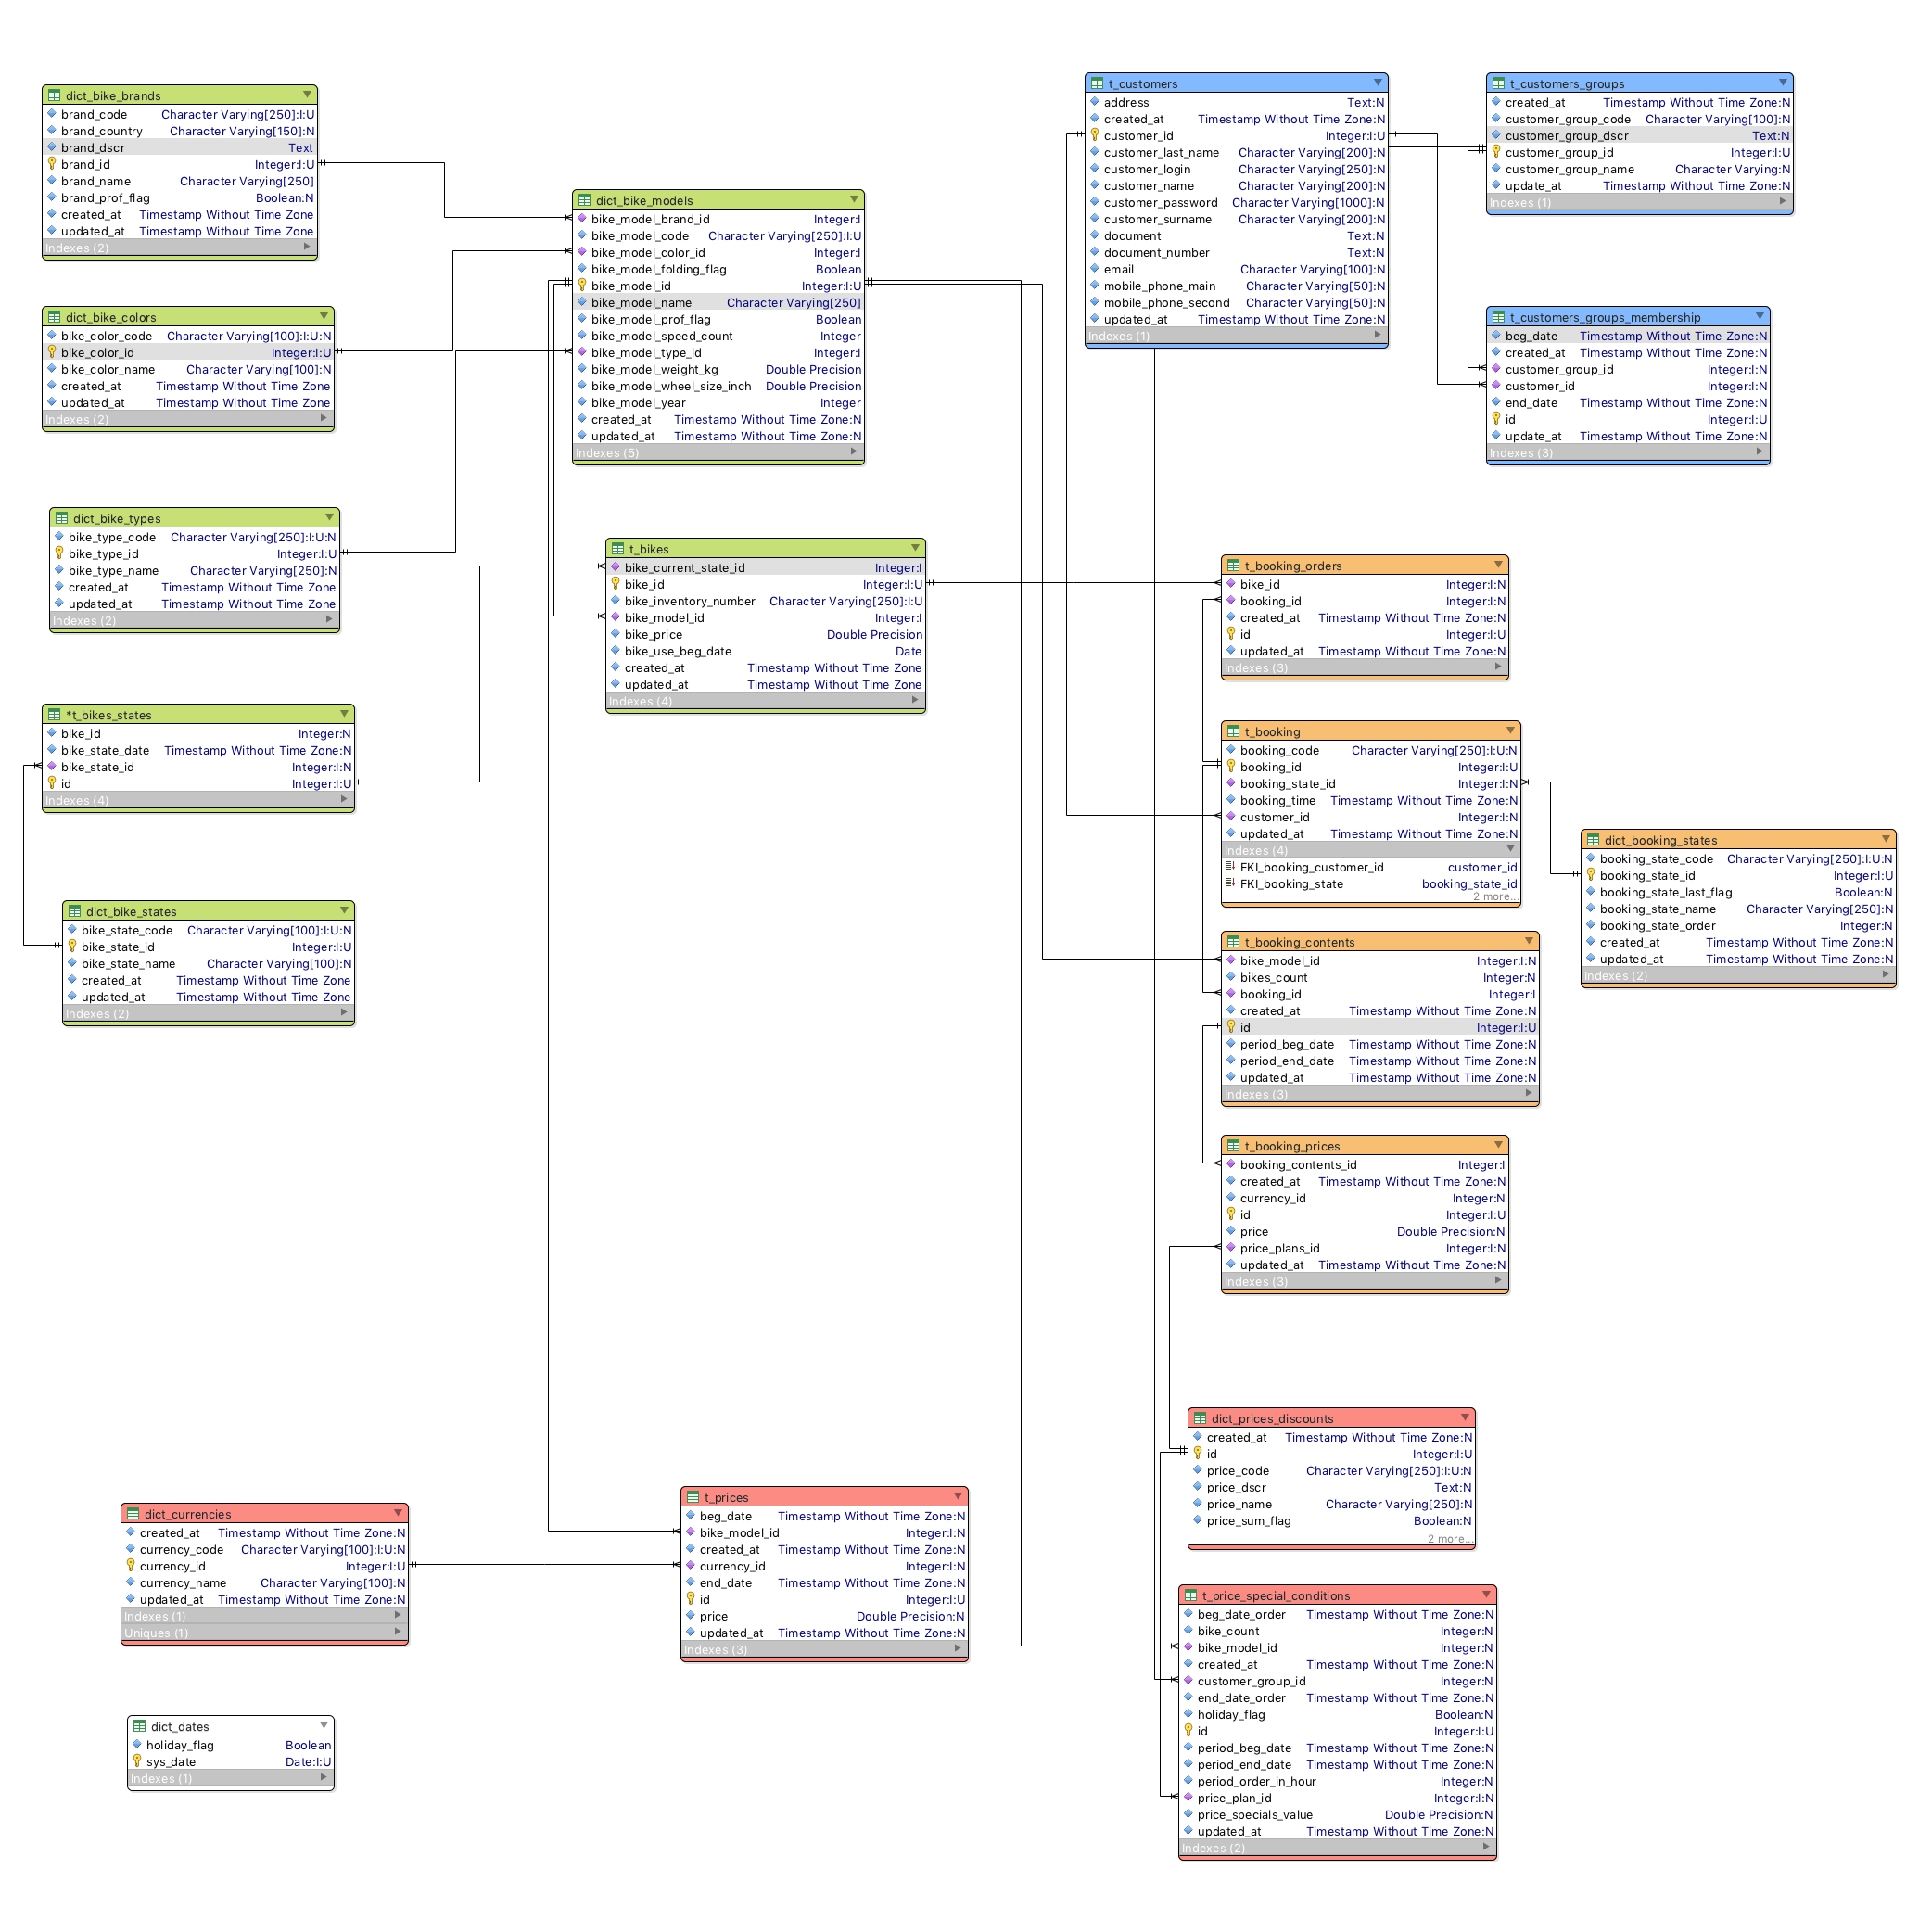 dict_bike_brands
brand_code Character Varying[250]:I:U
brand_country Character Varying[150]:N
brand_dscr Text
brand_id Integer:I:U
brand_name Character Varying[250]
brand_prof_flag Boolean:N
created_at Timestamp Without Time Zone
updated_at Timestamp Without Time Zone
Indexes (2)
dict_bike_colors
bike_color_code Character Varying[100]:I:U:N
bike_color_id Integer:I:U
bike_color_name Character Varying[100]:N
created_at Timestamp Without Time Zone
updated_at Timestamp Without Time Zone
Indexes (2)
dict_bike_types
bike_type_code Character Varying[250]:I:U:N
bike_type_id Integer:I:U
bike_type_name Character Varying[250]:N
created_at Timestamp Without Time Zone
updated_at Timestamp Without Time Zone
Indexes (2)
*t_bikes_states
bike_id Integer:N
bike_state_date Timestamp Without Time Zone:N
bike_state_id Integer:I:N
id Integer:I:U
Indexes (4)
dict_bike_states
bike_state_code Character Varying[100]:I:U:N
bike_state_id Integer:I:U
bike_state_name Character Varying[100]:N
created_at Timestamp Without Time Zone
updated_at Timestamp Without Time Zone
Indexes (2)
dict_bike_models
bike_model_brand_id Integer:I
bike_model_code Character Varying[250]:I:U
bike_model_color_id Integer:I
bike_model_folding_flag Boolean
bike_model_id Integer:I:U
bike_model_name Character Varying[250]
bike_model_prof_flag Boolean
bike_model_speed_count Integer
bike_model_type_id Integer:I
bike_model_weight_kg Double Precision
bike_model_wheel_size_inch Double Precision
bike_model_year Integer
created_at Timestamp Without Time Zone:N
updated_at Timestamp Without Time Zone:N
Indexes (5)
t_bikes
bike_current_state_id Integer:I
bike_id Integer:I:U
bike_inventory_number Character Varying[250]:I:U
bike_model_id Integer:I
bike_price Double Precision
bike_use_beg_date Date
created_at Timestamp Without Time Zone
updated_at Timestamp Without Time Zone
Indexes (4)
t_customers
address Text:N
created_at Timestamp Without Time Zone:N
customer_id Integer:I:U
customer_last_name Character Varying[200]:N
customer_login Character Varying[250]:N
customer_name Character Varying[200]:N
customer_password Character Varying[1000]:N
customer_surname Character Varying[200]:N
document Text:N
document_number Text:N
email Character Varying[100]:N
mobile_phone_main Character Varying[50]:N
mobile_phone_second Character Varying[50]:N
updated_at Timestamp Without Time Zone:N
Indexes (1)
t_customers_groups
created_at Timestamp Without Time Zone:N
customer_group_code Character Varying[100]:N
customer_group_dscr Text:N
customer_group_id Integer:I:U
customer_group_name Character Varying:N
update_at Timestamp Without Time Zone:N
Indexes (1)
t_customers_groups_membership
beg_date Timestamp Without Time Zone:N
created_at Timestamp Without Time Zone:N
customer_group_id Integer:I:N
customer_id Integer:I:N
end_date Timestamp Without Time Zone:N
id Integer:I:U
update_at Timestamp Without Time Zone:N
Indexes (3)
t_booking_orders
bike_id Integer:I:N
booking_id Integer:I:N
created_at Timestamp Without Time Zone:N
id Integer:I:U
updated_at Timestamp Without Time Zone:N
Indexes (3)
t_booking
booking_code Character Varying[250]:I:U:N
booking_id Integer:I:U
booking_state_id Integer:I:N
booking_time Timestamp Without Time Zone:N
customer_id Integer:I:N
updated_at Timestamp Without Time Zone:N
Indexes (4)
FKI_booking_customer_id customer_id
FKI_booking_state booking_state_id
2 more...
dict_booking_states
booking_state_code Character Varying[250]:I:U:N
booking_state_id Integer:I:U
booking_state_last_flag Boolean:N
booking_state_name Character Varying[250]:N
booking_state_order Integer:N
created_at Timestamp Without Time Zone:N
updated_at Timestamp Without Time Zone:N
Indexes (2)
t_booking_contents
bike_model_id Integer:I:N
bikes_count Integer:N
booking_id Integer:I
created_at Timestamp Without Time Zone:N
id Integer:I:U
period_beg_date Timestamp Without Time Zone:N
period_end_date Timestamp Without Time Zone:N
updated_at Timestamp Without Time Zone:N
Indexes (3)
t_booking_prices
booking_contents_id Integer:I
created_at Timestamp Without Time Zone:N
currency_id Integer:N
id Integer:I:U
price Double Precision:N
price_plans_id Integer:I:N
updated_at Timestamp Without Time Zone:N
Indexes (3)
dict_prices_discounts
created_at Timestamp Without Time Zone:N
id Integer:I:U
price_code Character Varying[250]:I:U:N
price_dscr Text:N
price_name Character Varying[250]:N
price_sum_flag Boolean:N
2 more...
dict_currencies
created_at Timestamp Without Time Zone:N
currency_code Character Varying[100]:I:U:N
currency_id Integer:I:U
currency_name Character Varying[100]:N
updated_at Timestamp Without Time Zone:N
Indexes (1)
Uniques (1)
t_prices
beg_date Timestamp Without Time Zone:N
bike_model_id Integer:I:N
created_at Timestamp Without Time Zone:N
currency_id Integer:I:N
end_date Timestamp Without Time Zone:N
id Integer:I:U
price Double Precision:N
updated_at Timestamp Without Time Zone:N
Indexes (3)
t_price_special_conditions
beg_date_order Timestamp Without Time Zone:N
bike_count Integer:N
bike_model_id Integer:N
created_at Timestamp Without Time Zone:N
customer_group_id Integer:N
end_date_order Timestamp Without Time Zone:N
holiday_flag Boolean:N
id Integer:I:U
period_beg_date Timestamp Without Time Zone:N
period_end_date Timestamp Without Time Zone:N
period_order_in_hour Integer:N
price_plan_id Integer:I:N
price_specials_value Double Precision:N
updated_at Timestamp Without Time Zone:N
Indexes (2)
dict_dates
holiday_flag Boolean
sys_date Date:I:U
Indexes (1)